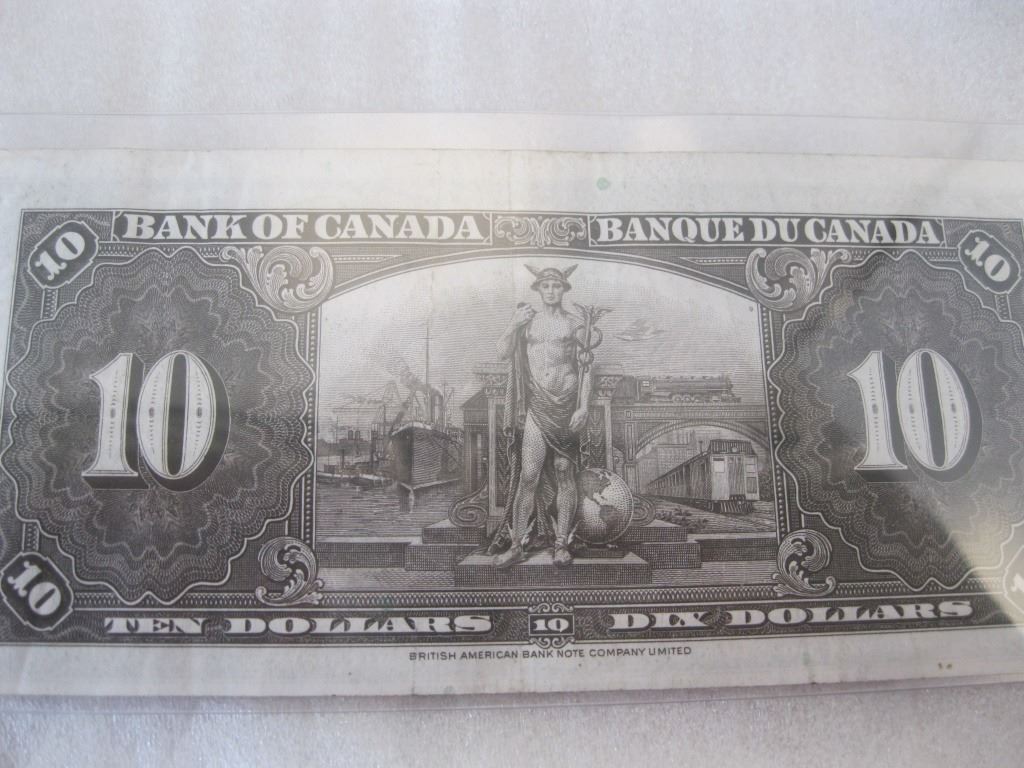 BANK OF CANADA BANQUE DU CANADA
10 10
10 10
10
TEN DOLLARS 10 DIX DOLLARS
BRITISH AMERICAN BANK NOTE COMPANY LIMITED